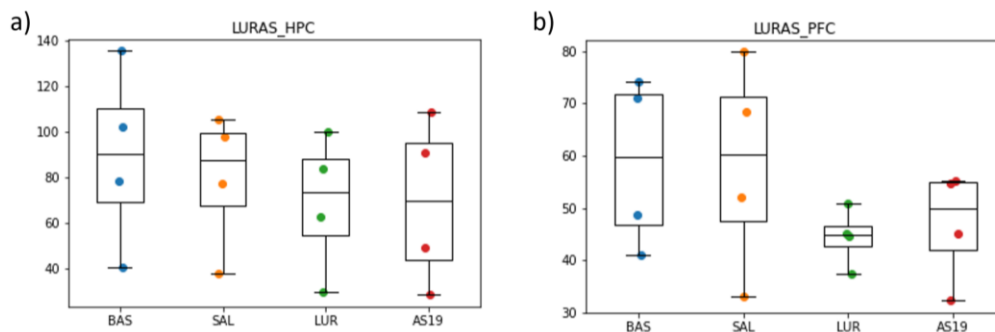 a)
LURAS_HPC
140
120
100
80
60
40
BAS SAL LUR AS19
b)
LURAS_PFC
80
70
60
50
40
30
BAS SAL LUR AS19